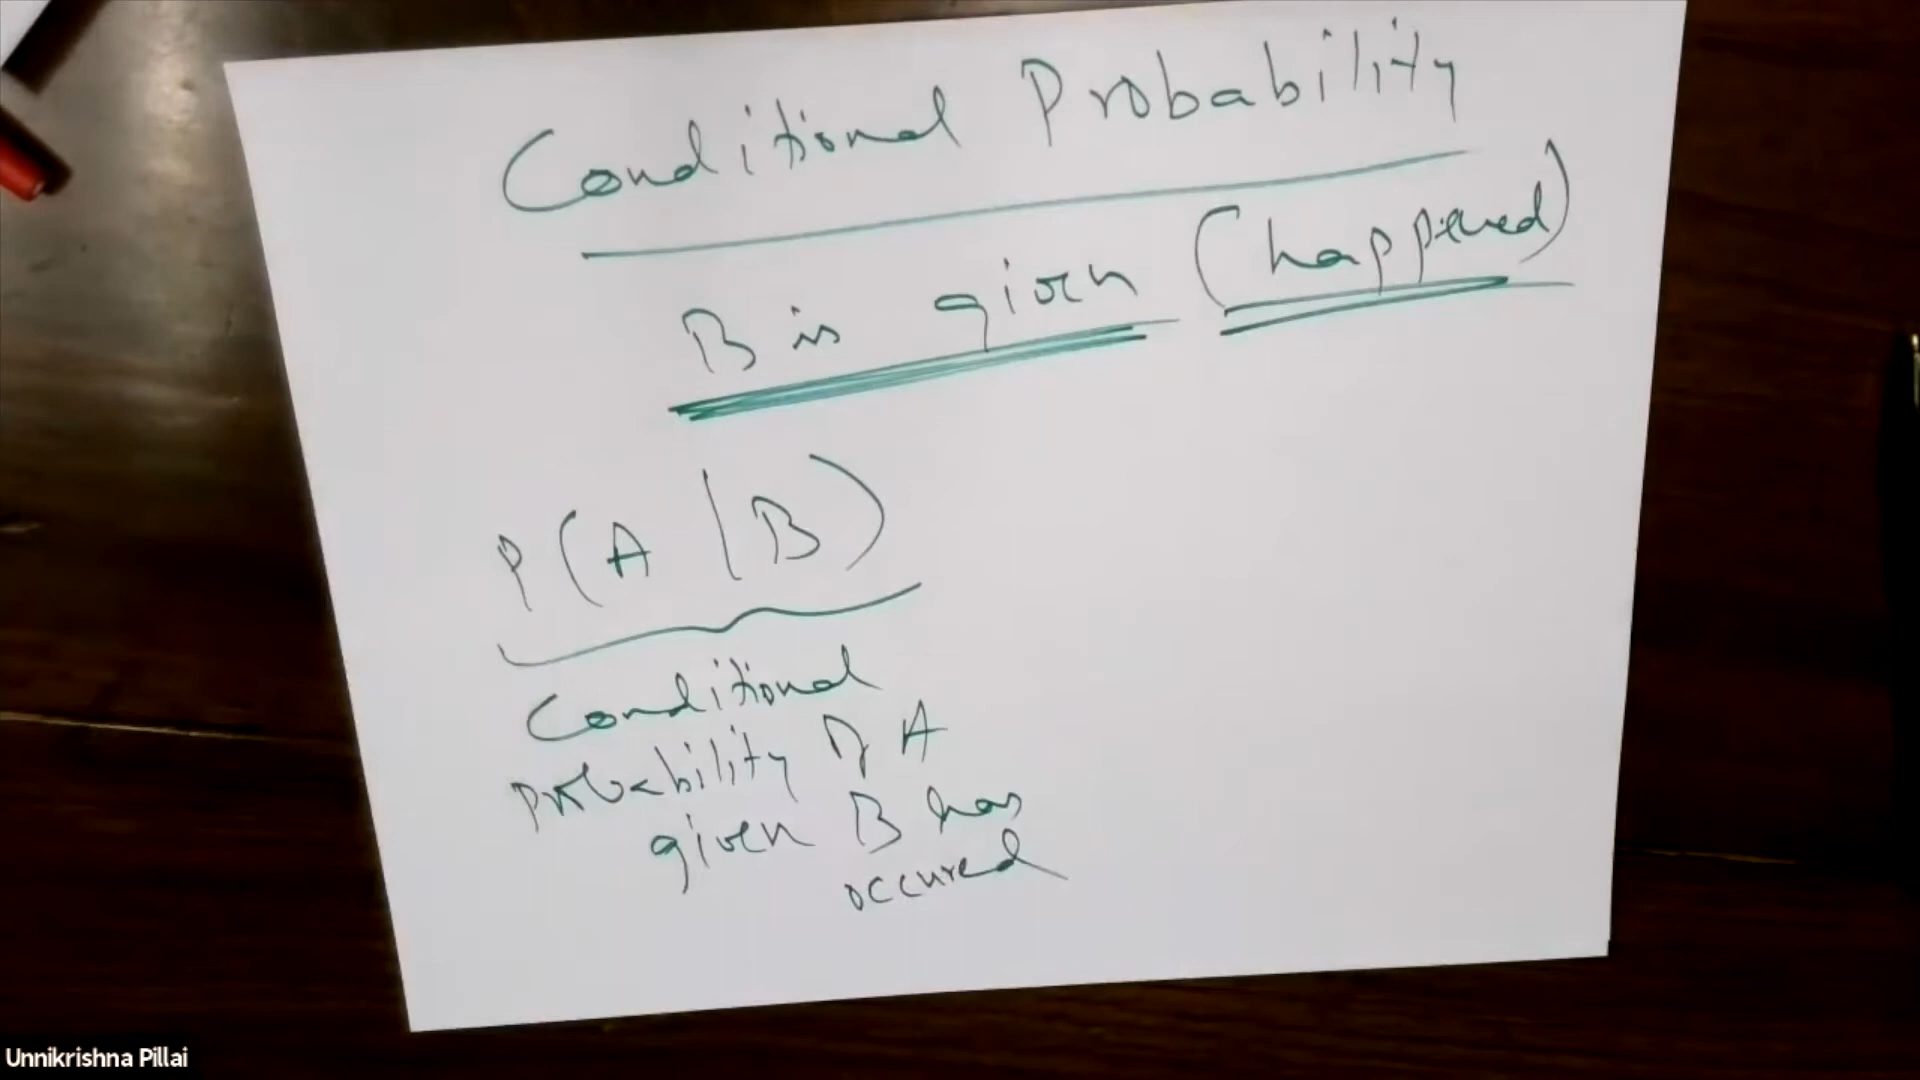 Conditional Probability
B is given (happened)
P(A|B)
Conditional
probability of A
given B has
occured
Unnikrishna Pillai